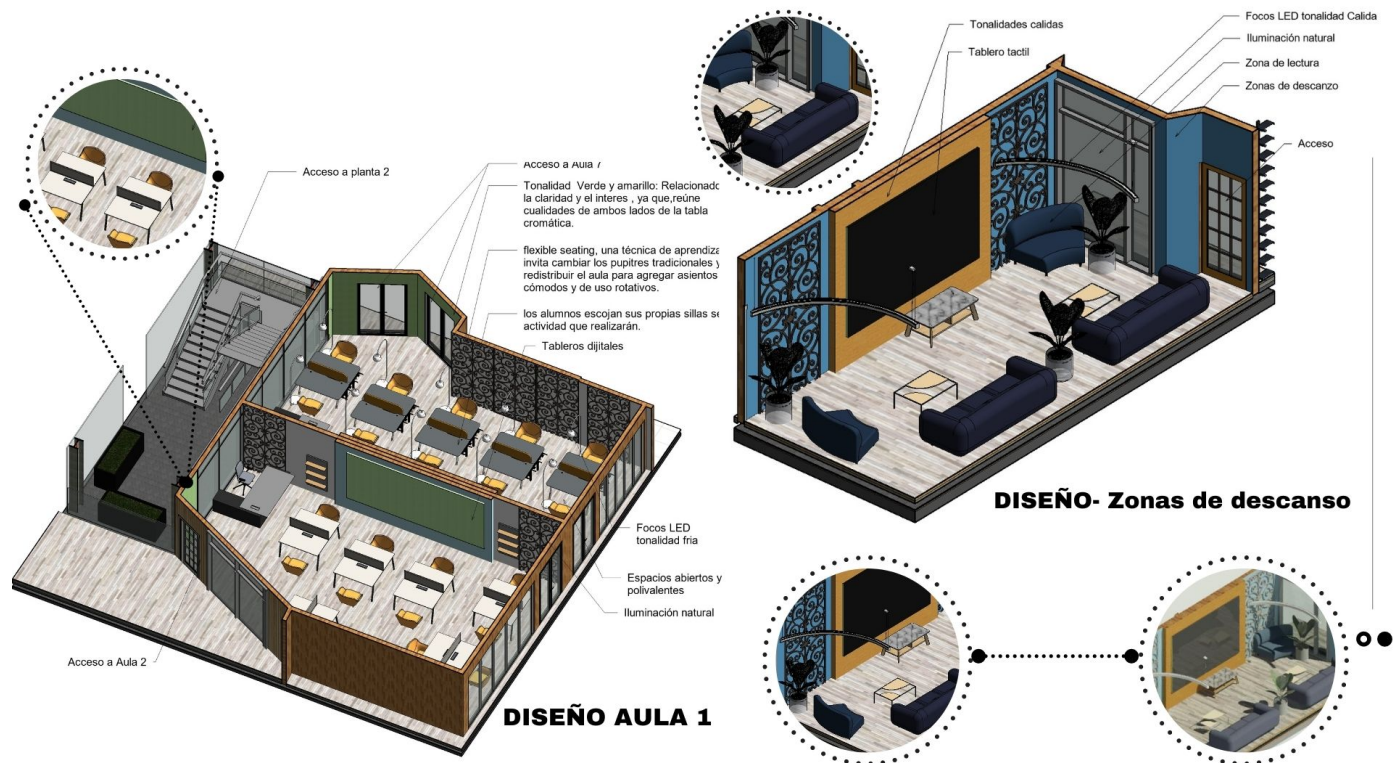 Acceso a planta 2
Acceso a Aula 7
Tonalidad Verde y amarillo: Relacionado
la claridad y el interes , ya que,reúne
cualidades de ambos lados de la tabla
cromática.
flexible seating, una técnica de aprendiza
invita cambiar los pupitres tradicionales y
redistribuir el aula para agregar asientos
cómodos y de uso rotativos.
los alumnos escojan sus propias sillas se
actividad que realizarán.
Tableros dijitales
Focos LED
tonalidad fria
Espacios abiertos y
polivalentes
Iluminación natural
Acceso a Aula 2
DISEÑO AULA 1
Tonalidades calidas
Tablero tactil
Focos LED tonalidad Calida
Iluminación natural
Zona de lectura
Zonas de descanzo
Acceso
DISEÑO- Zonas de descanso